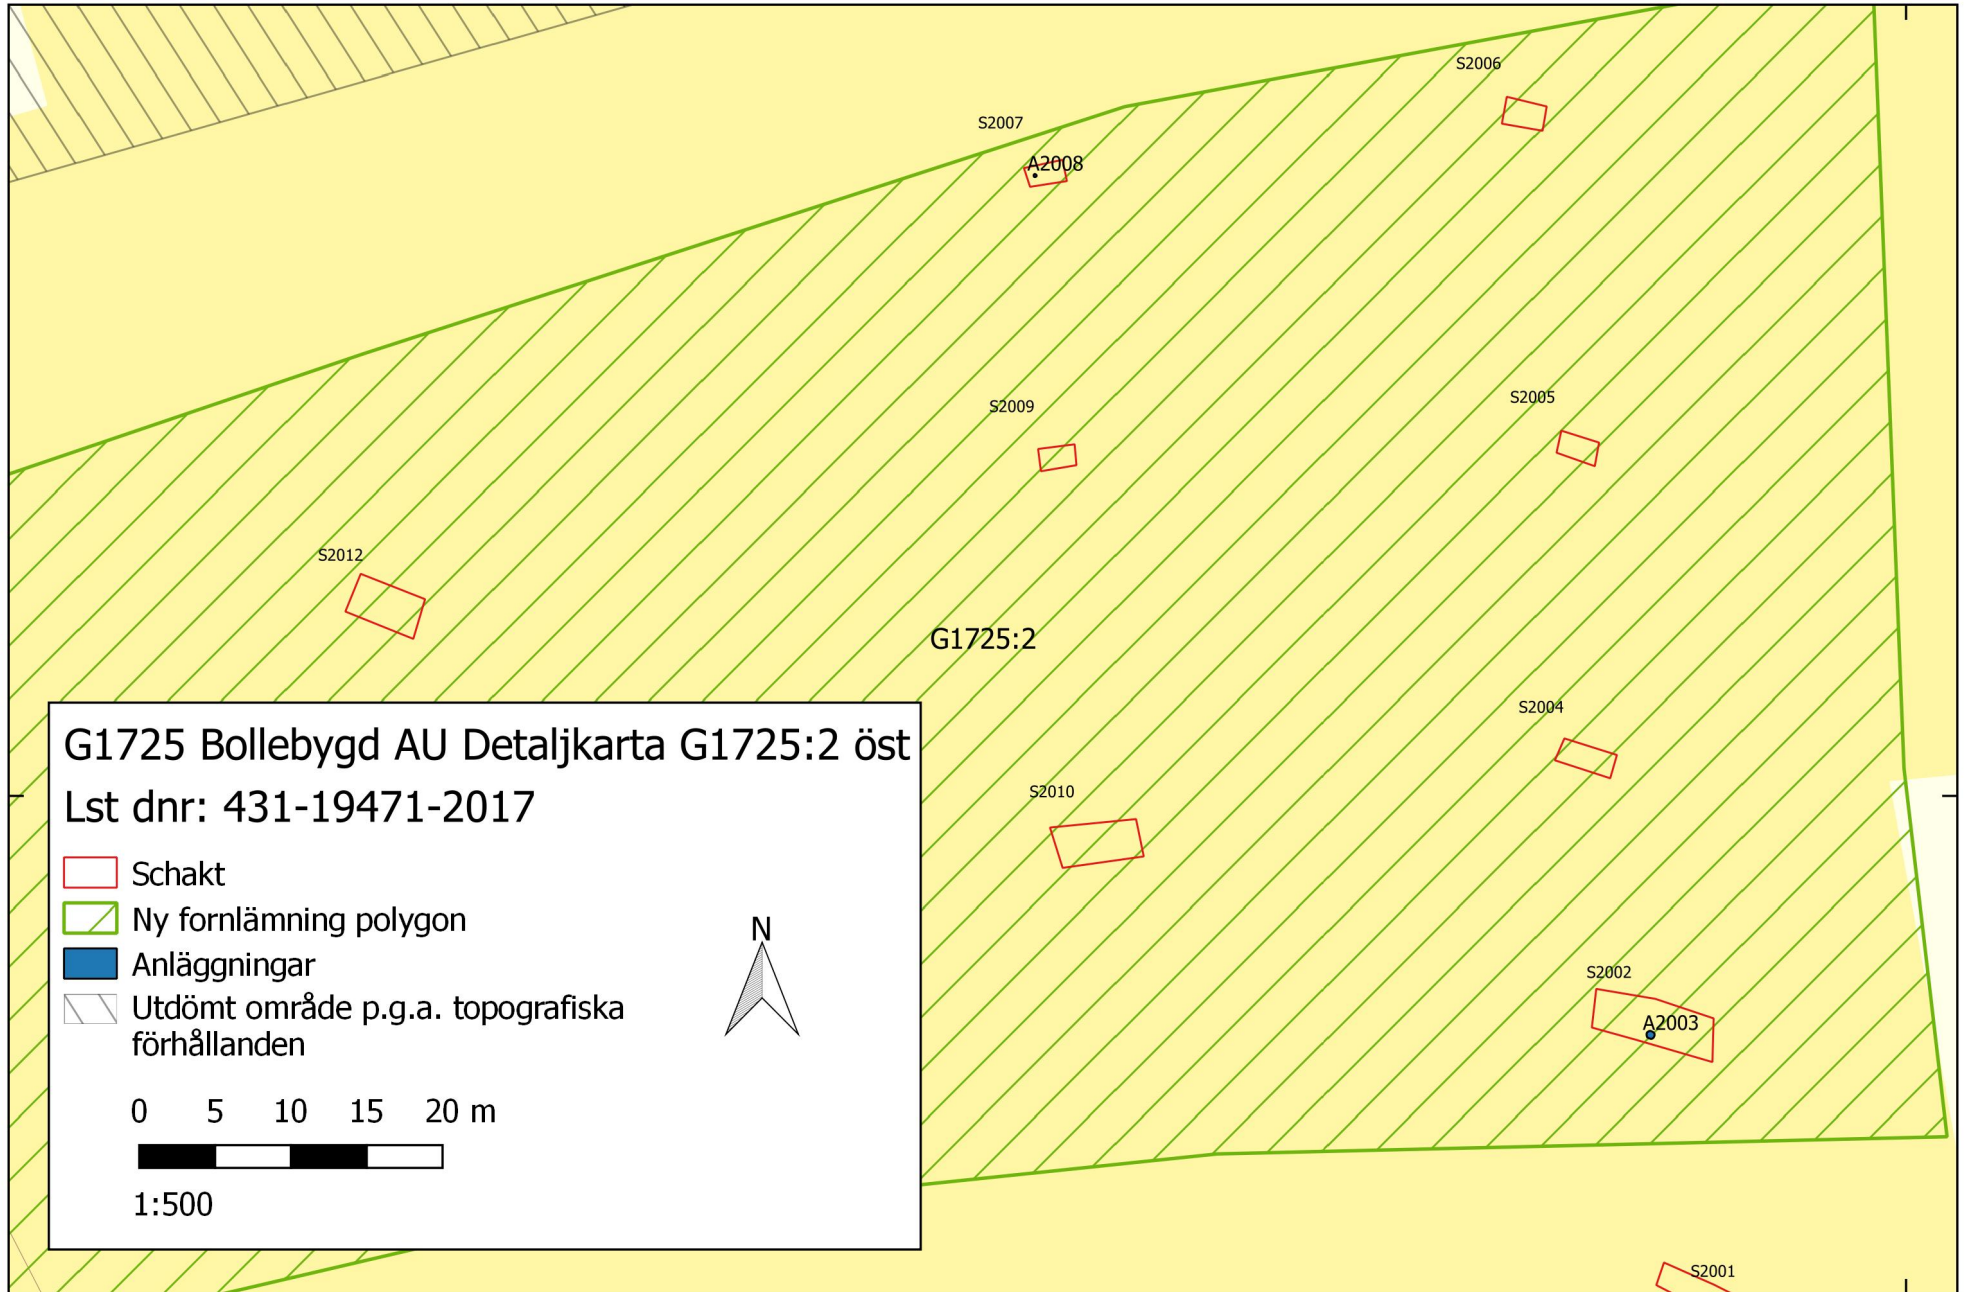 S2006
S2007
A2008
S2005
S2009
S2012
G1725:2
S2004
S2010
S2002
A2003
S2001
G1725 Bollebygd AU Detaljkarta G1725:2 öst
Lst dnr: 431-19471-2017
Schakt
Ny fornlämning polygon
Anläggningar
Utdömt område p.g.a. topografiska
förhållanden
N
0 5 10 15 20 m
1:500